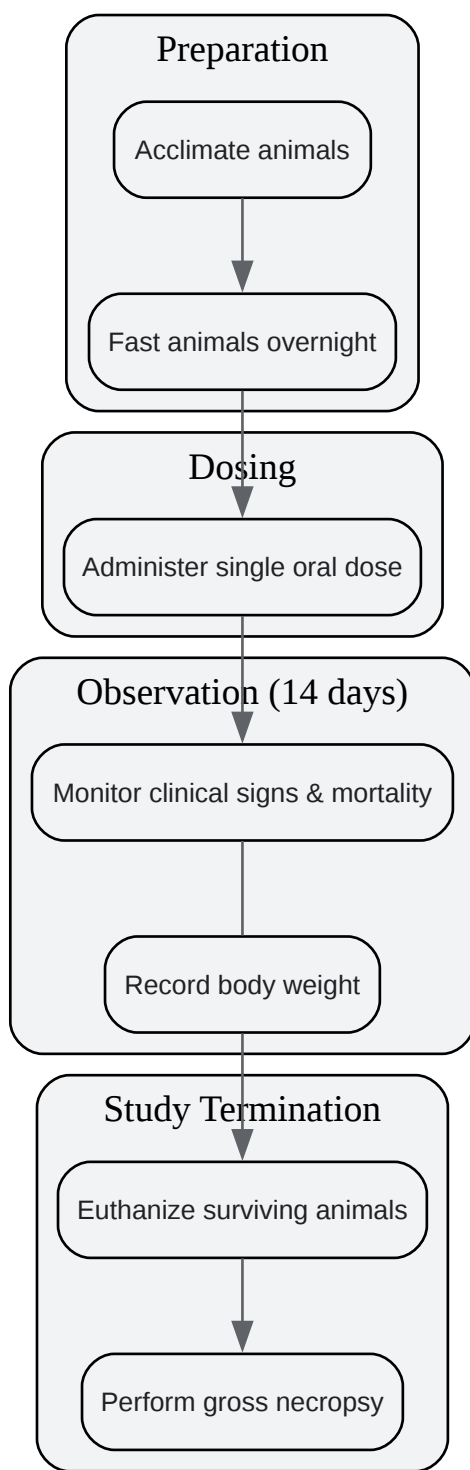 Preparation
Acclimate animals
Fast animals overnight
Dosing
Administer single oral dose
Observation (14 days)
Monitor clinical signs & mortality
Record body weight
Study Termination
Euthanize surviving animals
Perform gross necropsy